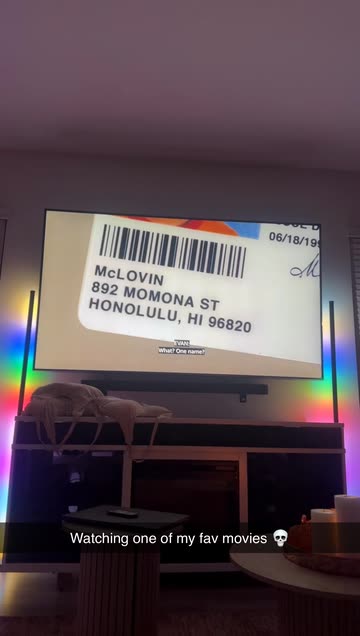 06/18/19
McLOVIN
892 MOMONA ST
HONOLULU, HI 96820
EVAN:
What? One name?
Watching one of my fav movies 💀